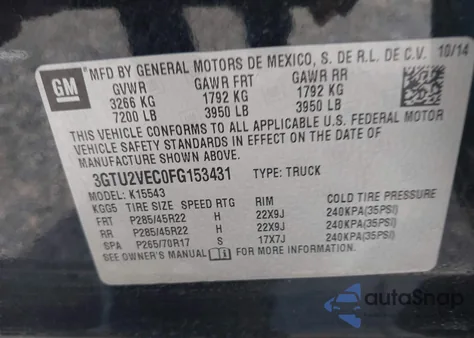 GM
MFD BY GENERAL MOTORS DE MEXICO, S. DE R.L. DE C.V. 10/14
GVWR GAWR FRT GAWR RR
3266 KG 1792 KG 1792 KG
7200 LB 3950 LB 3950 LB
THIS VEHICLE CONFORMS TO ALL APPLICABLE U.S. FEDERAL MOTOR
VEHICLE SAFETY STANDARDS IN EFFECT ON THE DATE OF
MANUFACTURE SHOWN ABOVE.
3GTU2VEC0FG153431 TYPE: TRUCK
MODEL: K15543
KGG5 TIRE SIZE SPEED RTG RIM COLD TIRE PRESSURE
FRT P285/45R22 H 22X9J 240KPA(35PSI)
RR P285/45R22 H 22X9J 240KPA(35PSI)
SPA P265/70R17 S 17X7J 240KPA(35PSI)
SEE OWNER'S MANUAL FOR MORE INFORMATION.
autoSnap